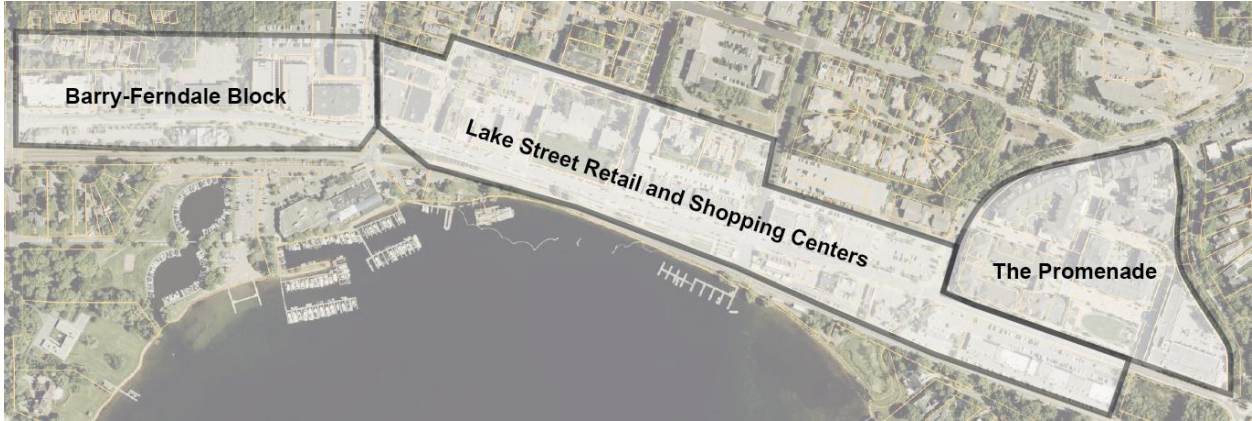 Barry-Ferndale Block
Lake Street Retail and Shopping Centers
The Promenade